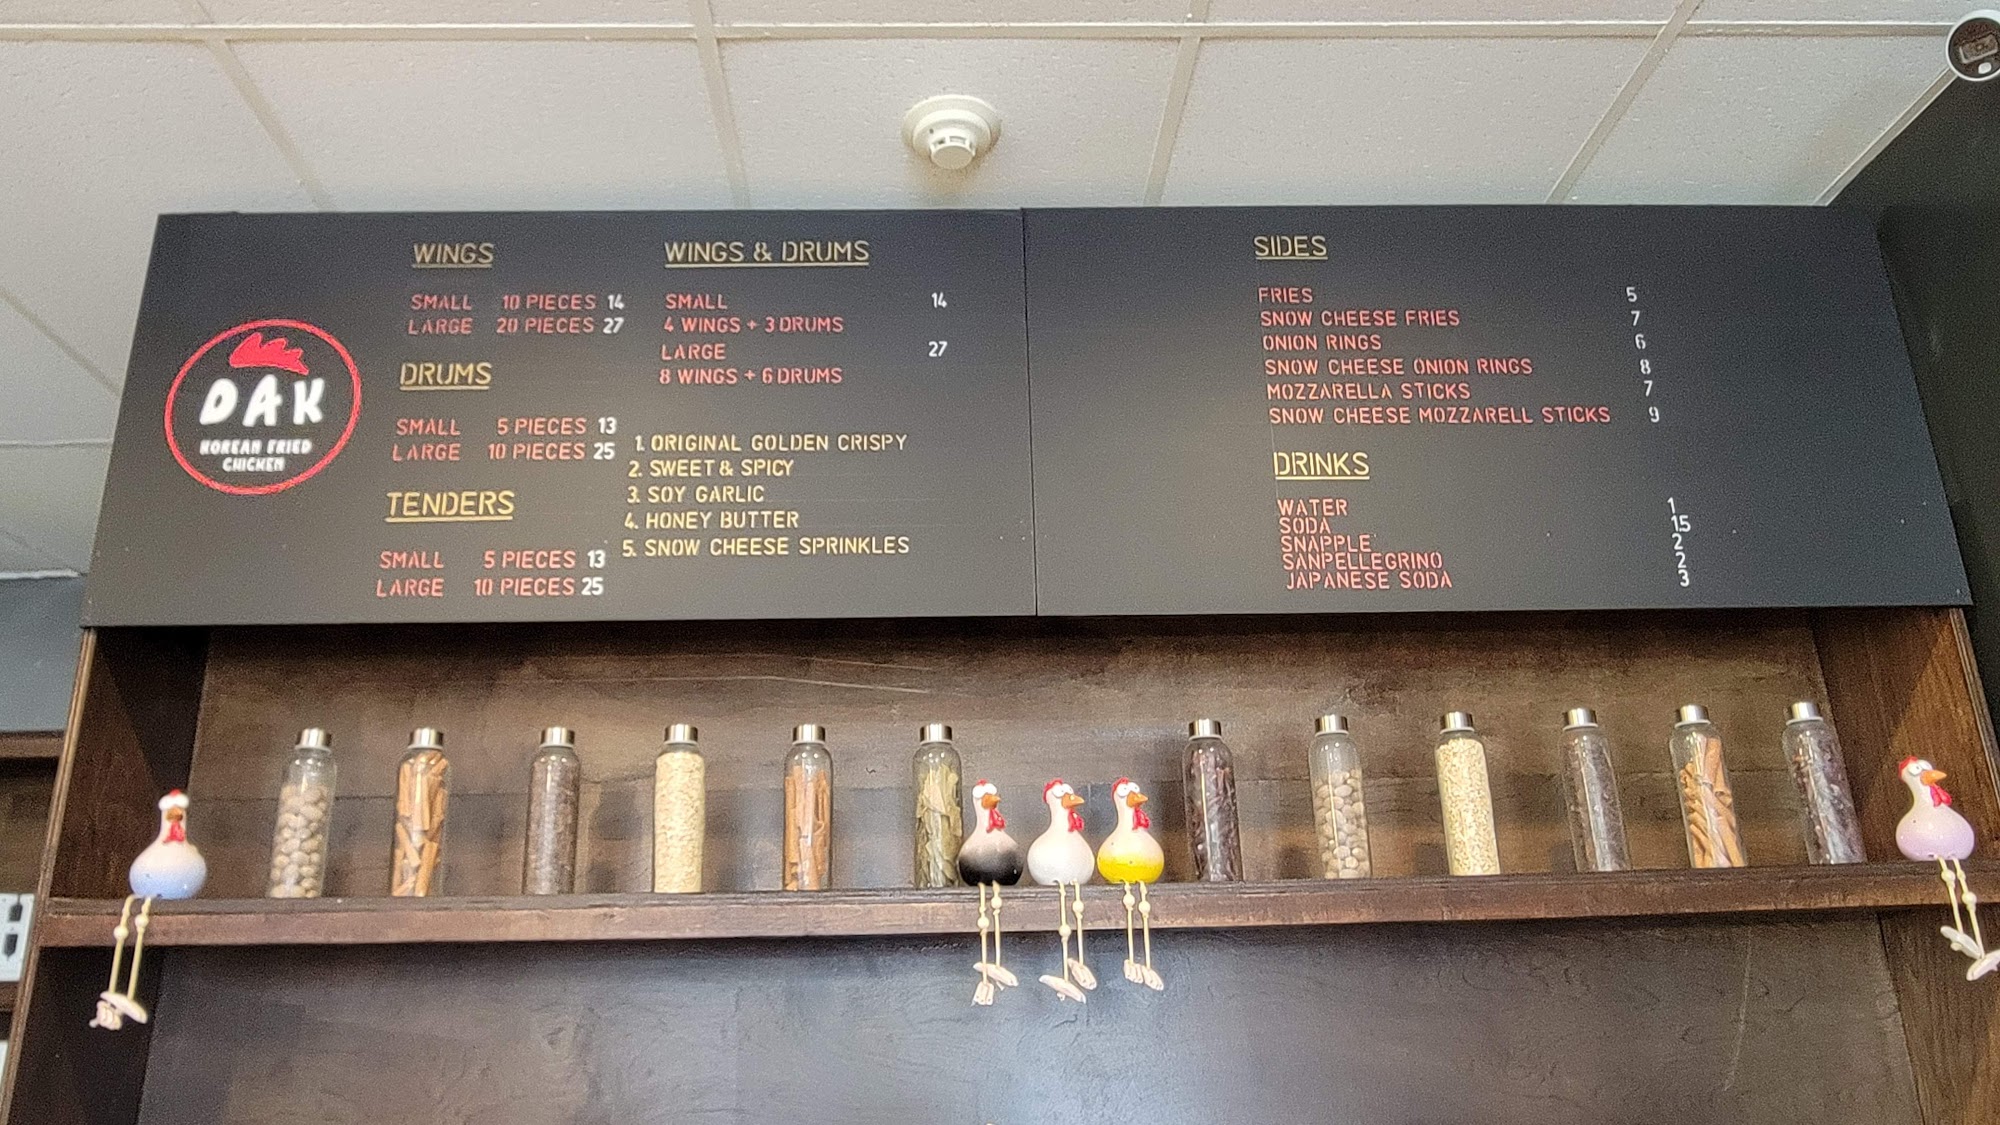 DAK
KOREAN FRIED
CHICKEN
WINGS
SMALL 10 PIECES 14
LARGE 20 PIECES 27
DRUMS
SMALL 5 PIECES 13
LARGE 10 PIECES 25
TENDERS
SMALL 5 PIECES 13
LARGE 10 PIECES 25
WINGS & DRUMS
SMALL 14
4 WINGS + 3 DRUMS
LARGE 27
8 WINGS + 6 DRUMS
1. ORIGINAL GOLDEN CRISPY
2. SWEET & SPICY
3. SOY GARLIC
4. HONEY BUTTER
5. SNOW CHEESE SPRINKLES
SIDES
FRIES 5
SNOW CHEESE FRIES 7
ONION RINGS 6
SNOW CHEESE ONION RINGS 8
MOZZARELLA STICKS 7
SNOW CHEESE MOZZARELL STICKS 9
DRINKS
WATER 1
SODA 1.5
SNAPPLE 2
SANPELLEGRINO 2
JAPANESE SODA 3